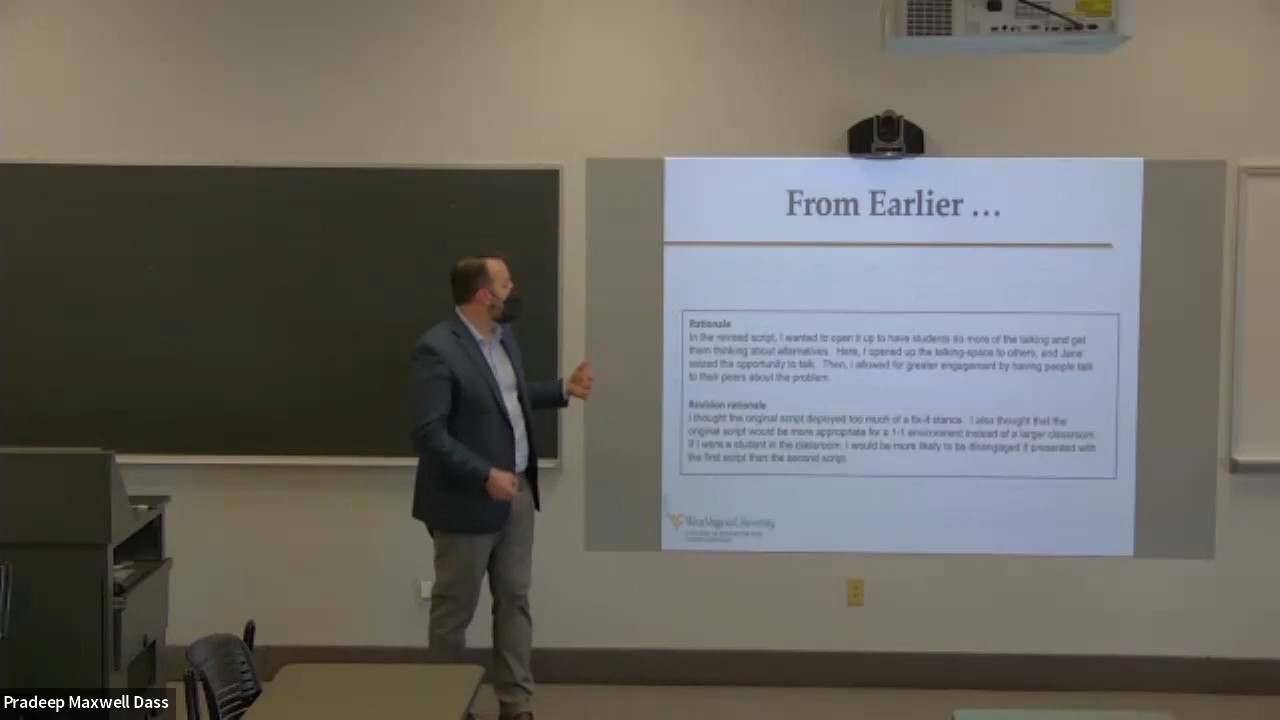 From Earlier ...
Rationale
In the revised script, I wanted to open it up to have students do more of the talking and get
them thinking about alternatives. Here, I opened up the talking-space to others, and Jane
seized the opportunity to talk. Then, I allowed for greater engagement by having people talk
to their peers about the problem.
Revision rationale
I thought the original script deployed too much of a fix-it stance. I also thought that the
original script would be more appropriate for a 1-1 environment instead of a larger classroom.
If I were a student in the classroom, I would be more likely to be disengaged if presented with
the first script than the second script.
West Virginia University
Pradeep Maxwell Dass